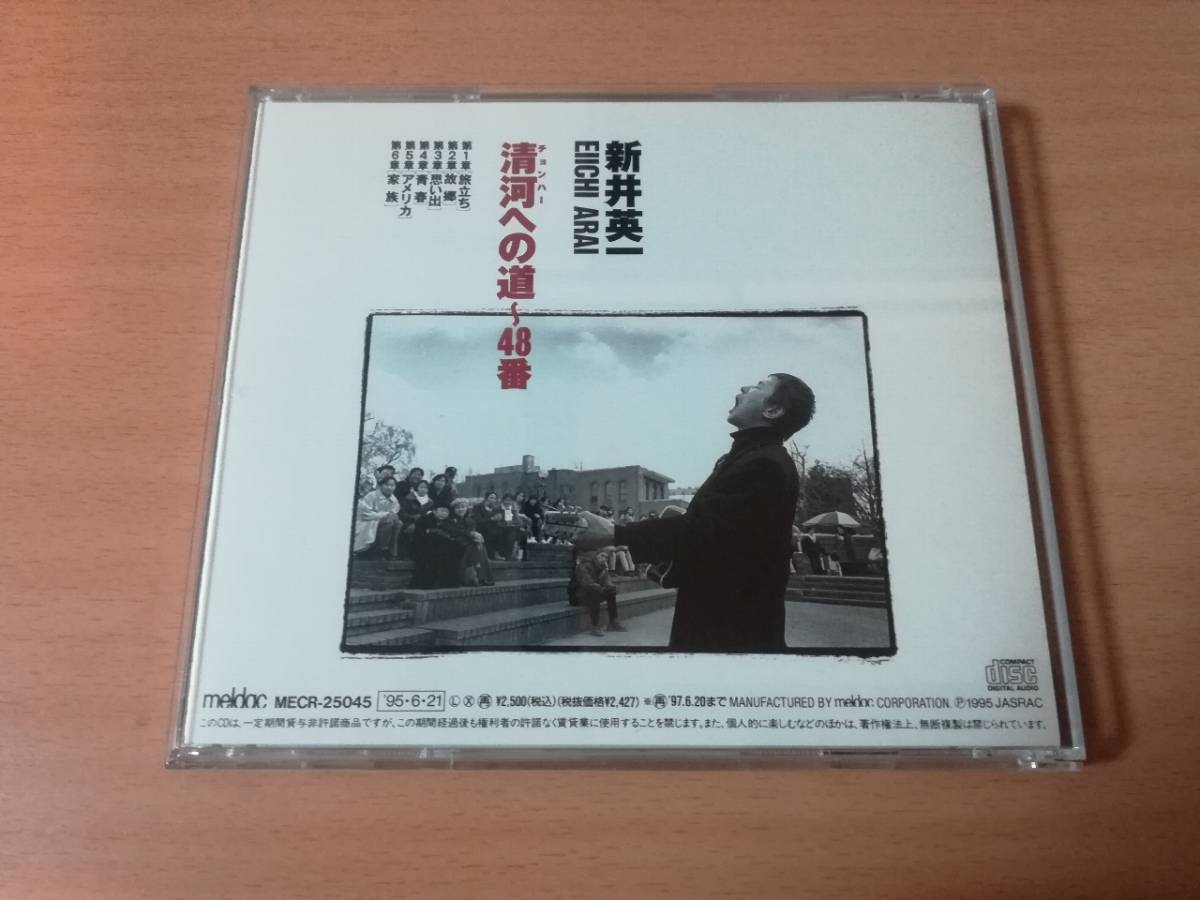 新井英一
EIICHI ARAI
チョンハー
清河への道～48番
第1章[旅立ち]
第2章[故郷]
第3章[思い出]
第4章[青春]
第5章[アメリカ]
第6章[家族]
COMPACT
disc
DIGITAL AUDIO
meldac MECR-25045 '95・6・21 Ⓛ Ⓧ ㊢ ¥2,500(税込)(税抜価格¥2,427) ※㊢'97.6.20まで MANUFACTURED BY meldac CORPORATION. Ⓟ1995 JASRAC
このCDは、一定期間貸与非許諾商品ですが、この期間経過後も権利者の許諾なく賃貸業に使用することを禁じます。また、個人的に楽しむなどのほかは、著作権法上、無断複製は禁じられています。